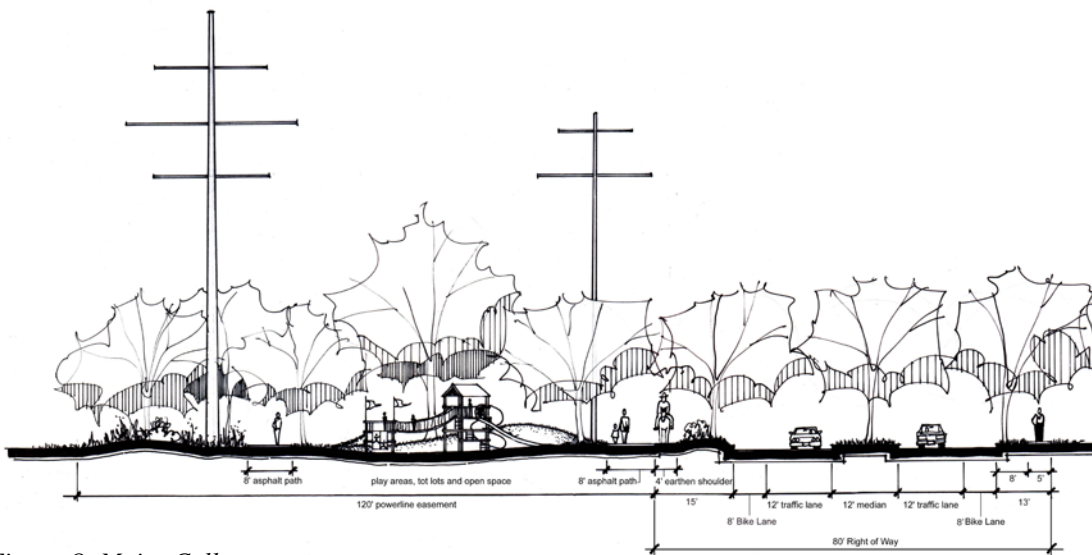 8' asphalt path
play areas, tot lots and open space
8' asphalt path
4' earthen shoulder
8'
5'
120' powerline easement
15'
12' traffic lane
12' median
12' traffic lane
13'
8' Bike Lane
8' Bike Lane
80' Right of Way